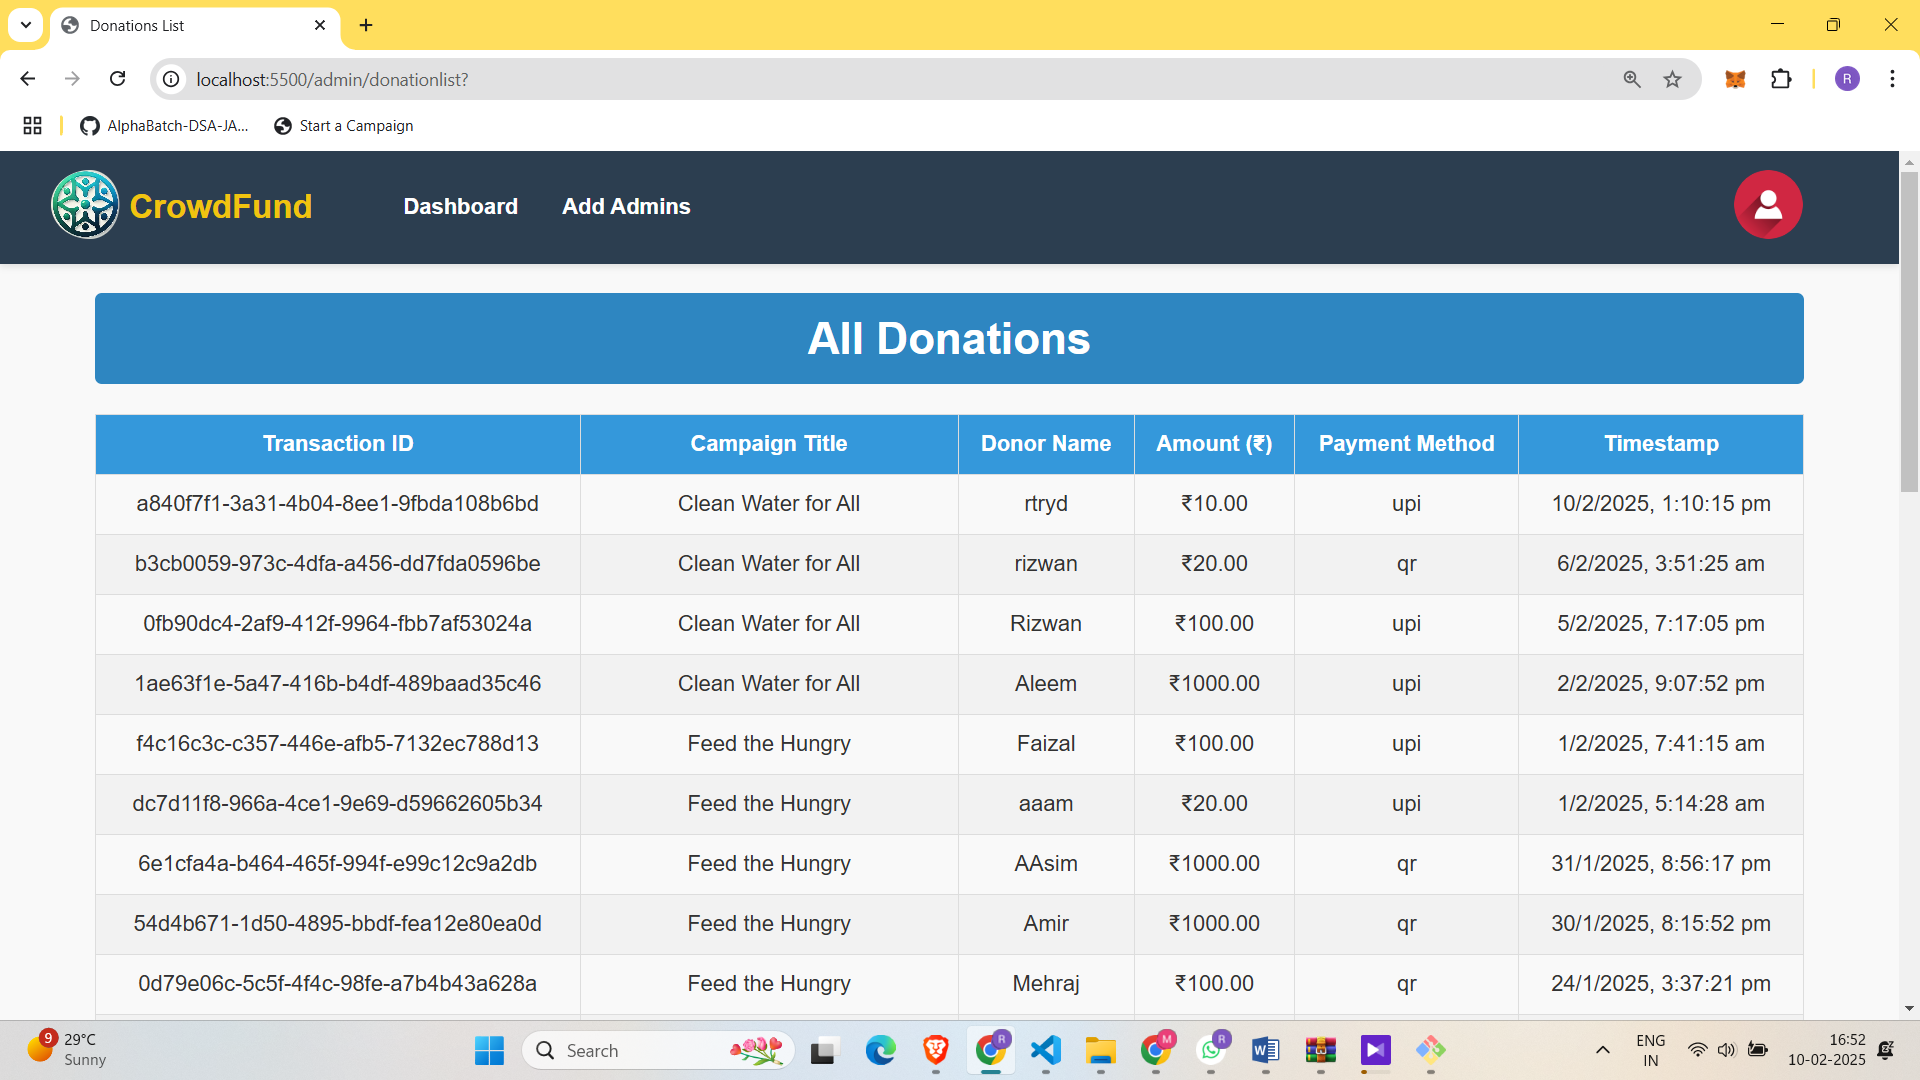 Donations List
localhost:5500/admin/donationlist?
R
AlphaBatch-DSA-JA...
Start a Campaign
CrowdFund
Dashboard
Add Admins
All Donations
Transaction ID Campaign Title Donor Name Amount (₹) Payment Method Timestamp
a840f7f1-3a31-4b04-8ee1-9fbda108b6bd Clean Water for All rtryd ₹10.00 upi 10/2/2025, 1:10:15 pm
b3cb0059-973c-4dfa-a456-dd7fda0596be Clean Water for All rizwan ₹20.00 qr 6/2/2025, 3:51:25 am
0fb90dc4-2af9-412f-9964-fbb7af53024a Clean Water for All Rizwan ₹100.00 upi 5/2/2025, 7:17:05 pm
1ae63f1e-5a47-416b-b4df-489baad35c46 Clean Water for All Aleem ₹1000.00 upi 2/2/2025, 9:07:52 pm
f4c16c3c-c357-446e-afb5-7132ec788d13 Feed the Hungry Faizal ₹100.00 upi 1/2/2025, 7:41:15 am
dc7d11f8-966a-4ce1-9e69-d59662605b34 Feed the Hungry aaam ₹20.00 upi 1/2/2025, 5:14:28 am
6e1cfa4a-b464-465f-994f-e99c12c9a2db Feed the Hungry AAsim ₹1000.00 qr 31/1/2025, 8:56:17 pm
54d4b671-1d50-4895-bbdf-fea12e80ea0d Feed the Hungry Amir ₹1000.00 qr 30/1/2025, 8:15:52 pm
0d79e06c-5c5f-4f4c-98fe-a7b4b43a628a Feed the Hungry Mehraj ₹100.00 qr 24/1/2025, 3:37:21 pm
9
29°C
Sunny
Search
R
M
R
W
ENG
IN
16:52
10-02-2025